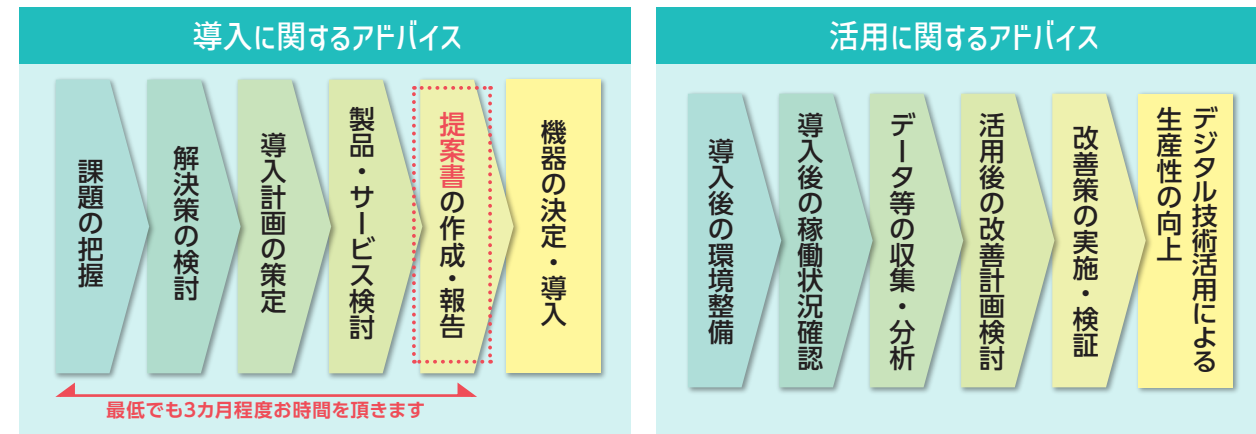 導入に関するアドバイス
課題の把握
解決策の検討
導入計画の策定
製品・サービス検討
提案書の作成・報告
機器の決定・導入
最低でも3カ月程度お時間を頂きます
活用に関するアドバイス
導入後の環境整備
導入後の稼働状況確認
データ等の収集・分析
活用後の改善計画検討
改善策の実施・検証
デジタル技術活用による
生産性の向上